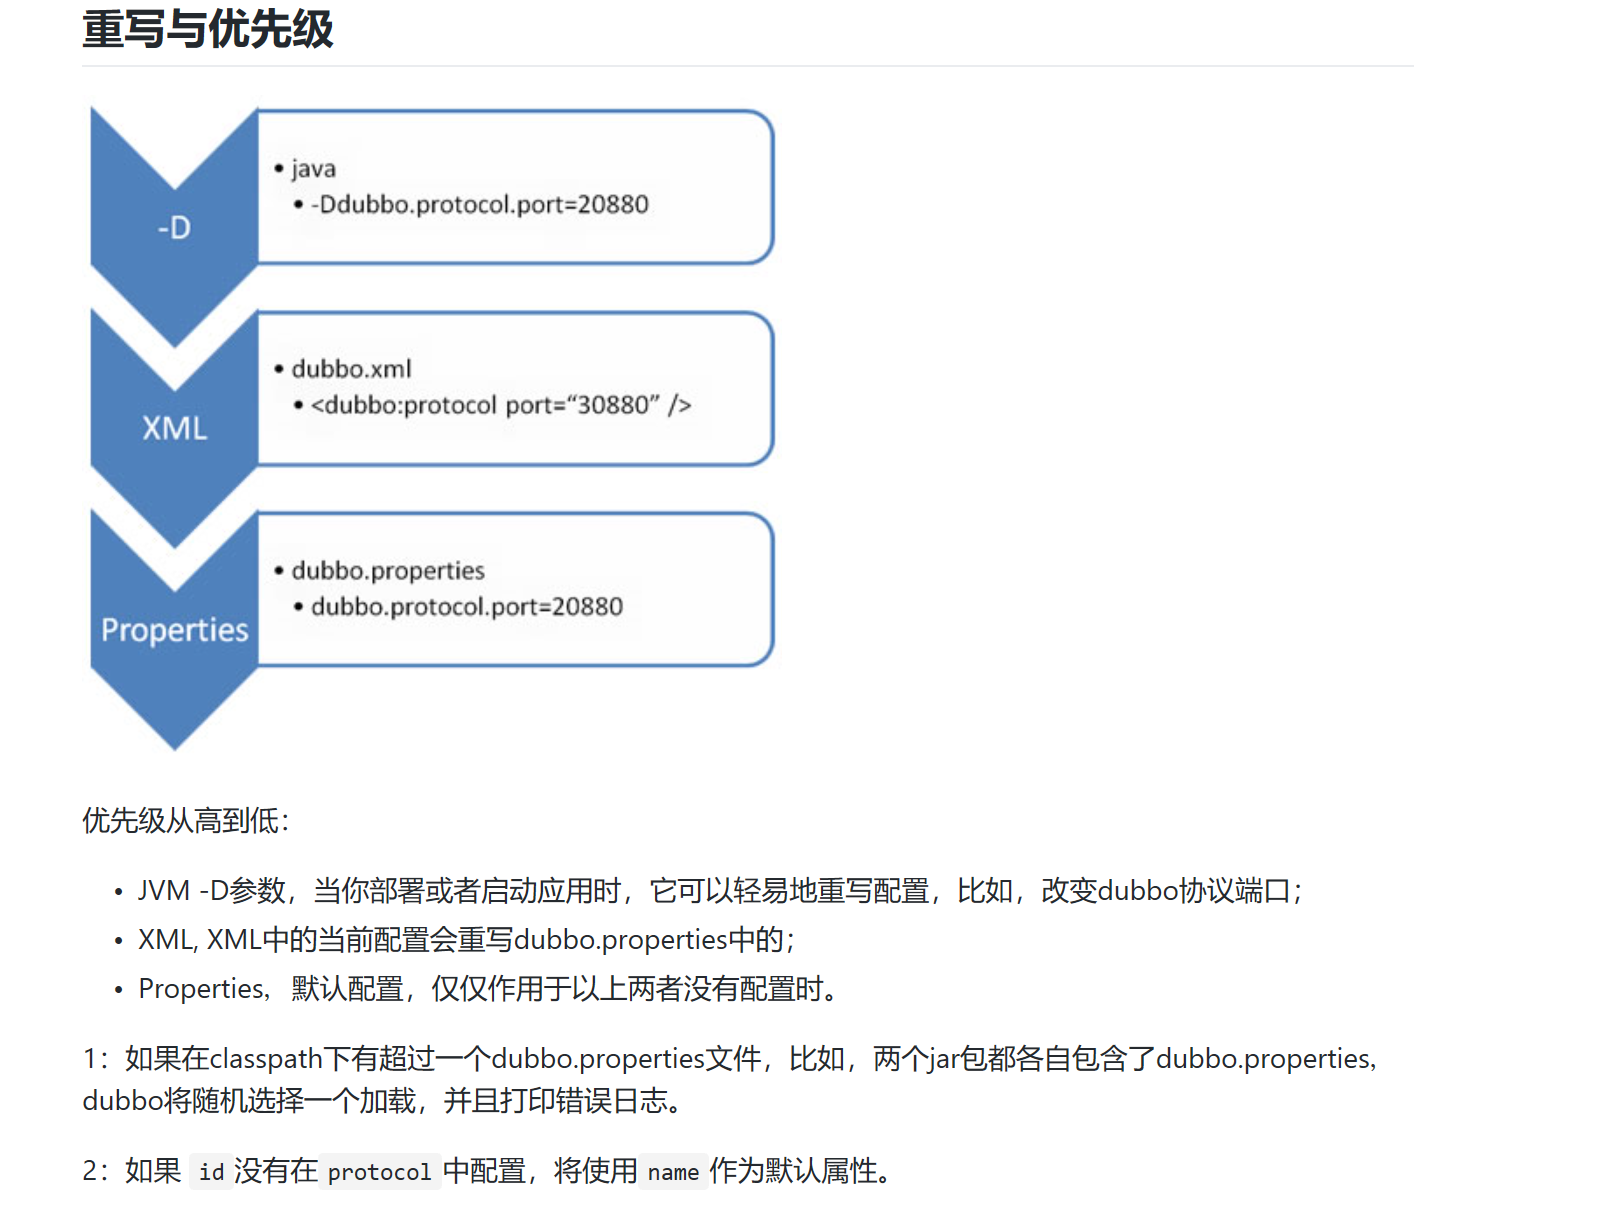 重写与优先级
-D
• java
• -Ddubbo.protocol.port=20880
XML
• dubbo.xml
• <dubbo:protocol port=“30880” />
Properties
• dubbo.properties
• dubbo.protocol.port=20880
优先级从高到低：
• JVM -D参数，当你部署或者启动应用时，它可以轻易地重写配置，比如，改变dubbo协议端口；
• XML, XML中的当前配置会重写dubbo.properties中的；
• Properties，默认配置，仅仅作用于以上两者没有配置时。
1：如果在classpath下有超过一个dubbo.properties文件，比如，两个jar包都各自包含了dubbo.properties，
dubbo将随机选择一个加载，并且打印错误日志。
2：如果 id 没有在 protocol 中配置，将使用 name 作为默认属性。